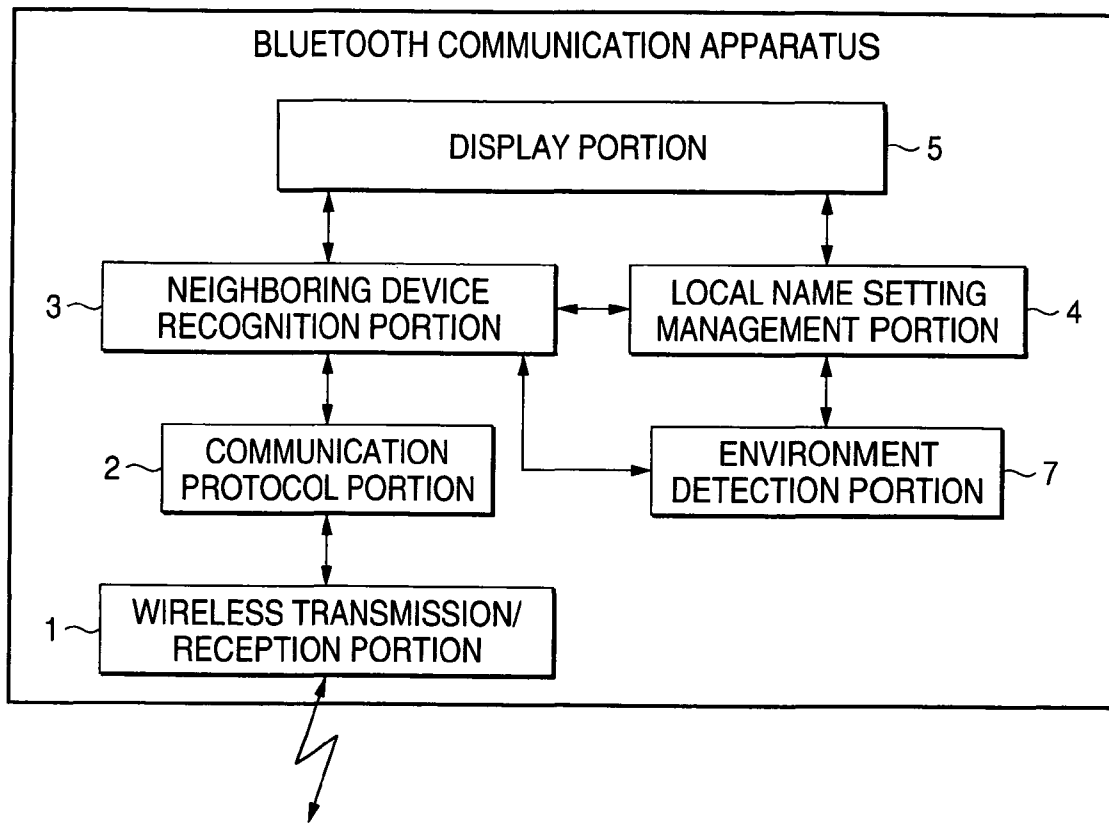 BLUETOOTH COMMUNICATION APPARATUS
DISPLAY PORTION
5
3
NEIGHBORING DEVICE
RECOGNITION PORTION
LOCAL NAME SETTING
MANAGEMENT PORTION
4
2
COMMUNICATION
PROTOCOL PORTION
ENVIRONMENT
DETECTION PORTION
7
1
WIRELESS TRANSMISSION/
RECEPTION PORTION